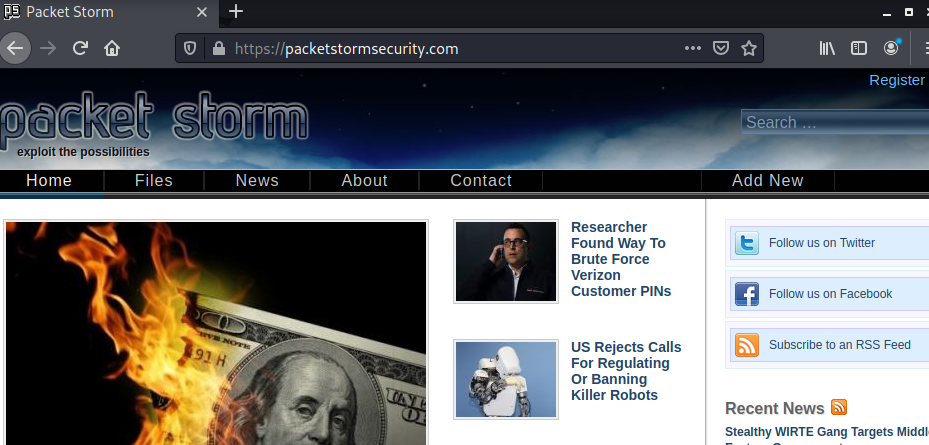 Packet Storm
https://packetstormsecurity.com
Register
packet storm
exploit the possibilities
Search …
Home Files News About Contact Add New
Researcher
Found Way To
Brute Force
Verizon
Customer PINs
US Rejects Calls
For Regulating
Or Banning
Killer Robots
Follow us on Twitter
Follow us on Facebook
Subscribe to an RSS Feed
Recent News
Stealthy WIRTE Gang Targets Middl